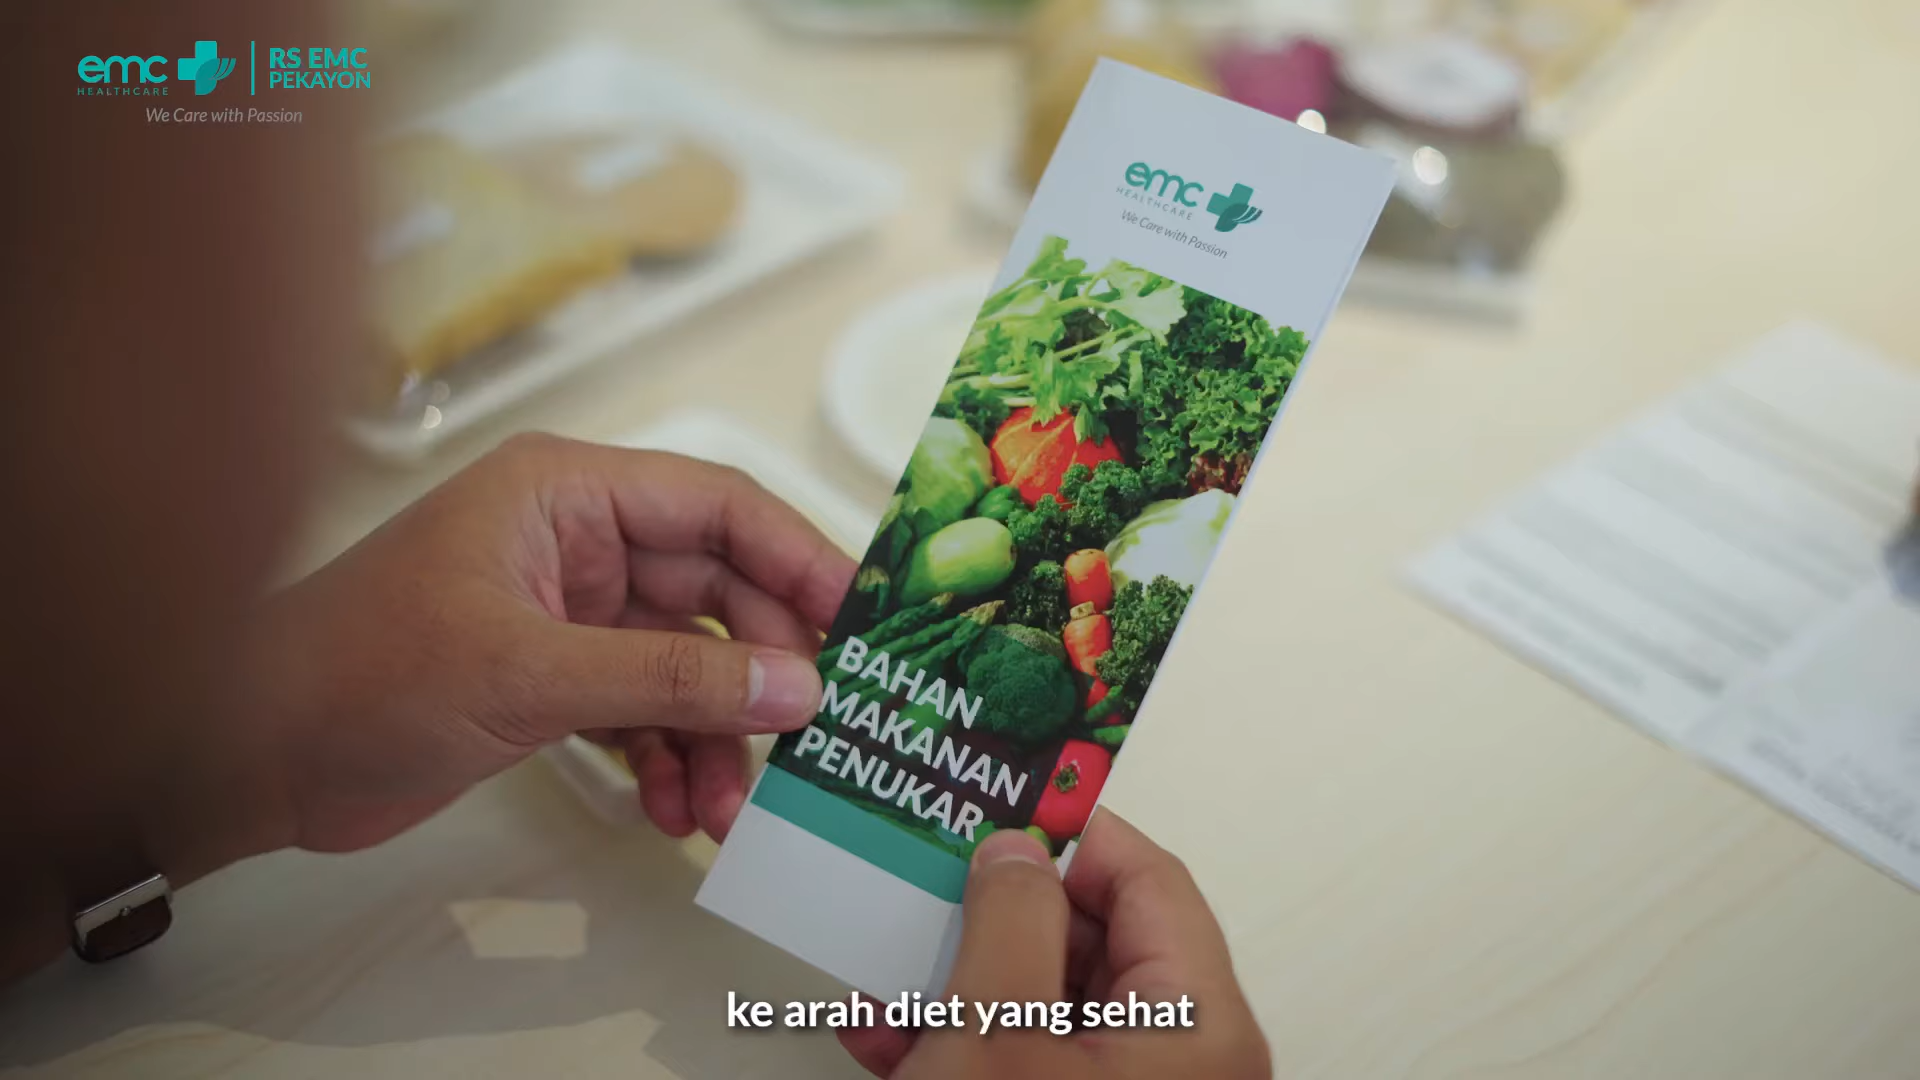 emc
HEALTHCARE
RS EMC
PEKAYON
We Care with Passion
emc
HEALTHCARE
We Care with Passion
BAHAN
MAKANAN
PENUKAR
ke arah diet yang sehat